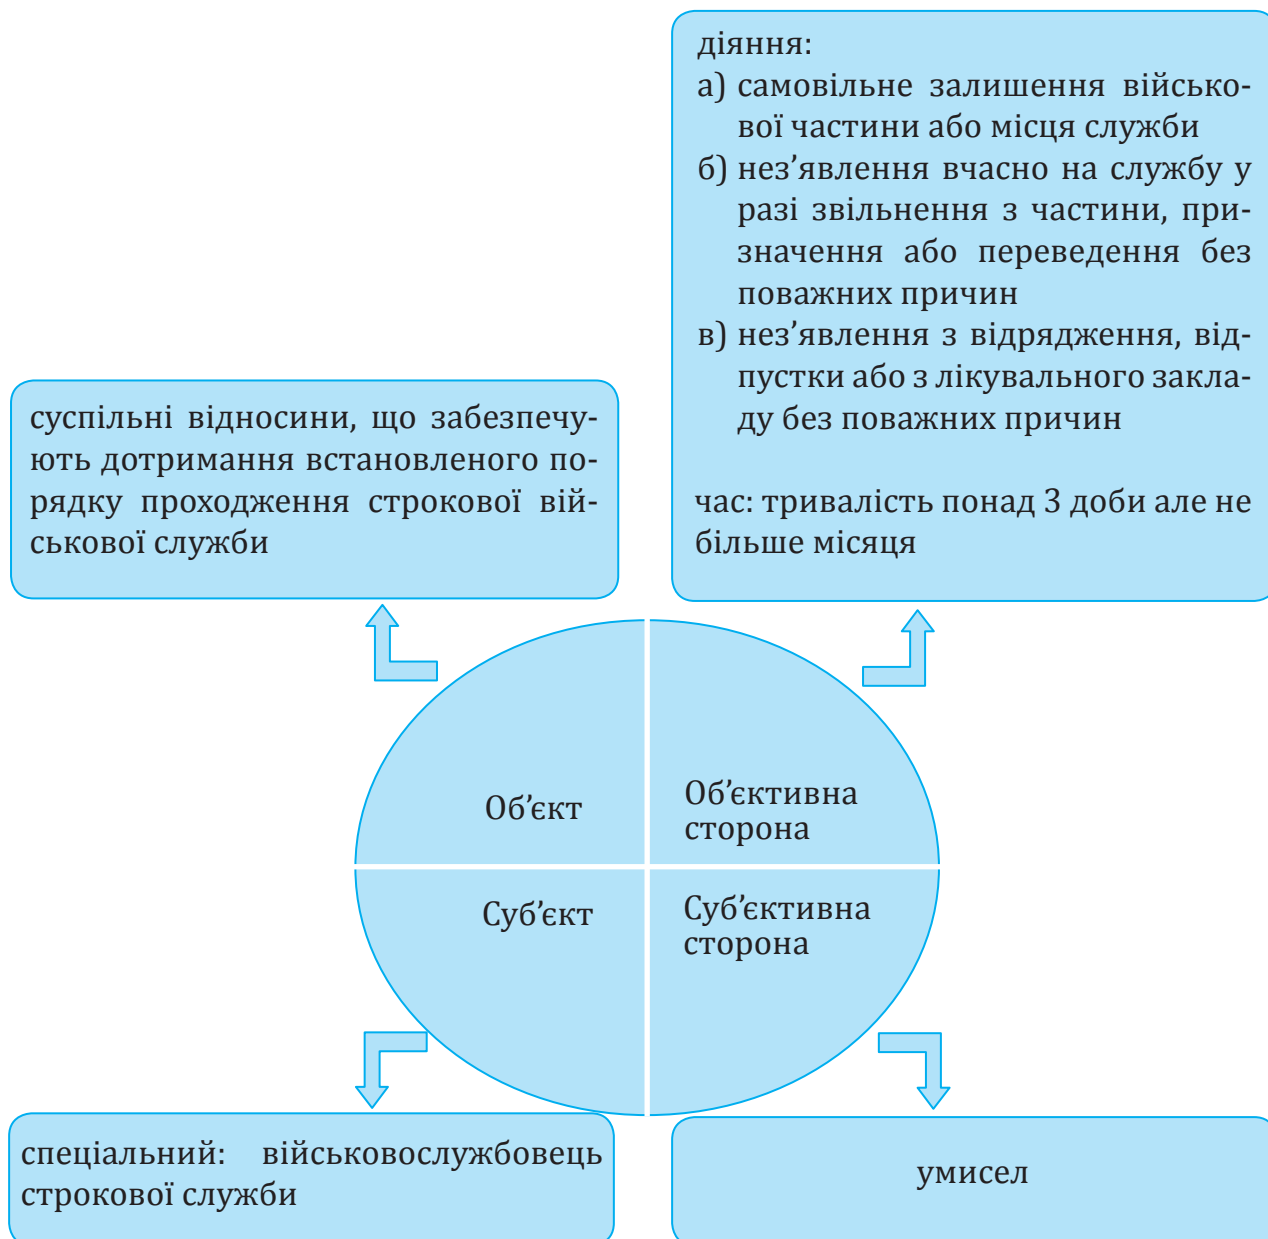 діяння:
а) самовільне залишення військо-
вої частини або місця служби
б) нез’явлення вчасно на службу у
разі звільнення з частини, при-
значення або переведення без
поважних причин
в) нез’явлення з відрядження, від-
пустки або з лікувального закла-
ду без поважних причин
час: тривалість понад 3 доби але не
більше місяця
суспільні відносини, що забезпечу-
ють дотримання встановленого по-
рядку проходження строкової вій-
ськової служби
Об’єкт
Об’єктивна
сторона
Суб’єкт
Суб’єктивна
сторона
спеціальний: військовослужбовець
строкової служби
умисел